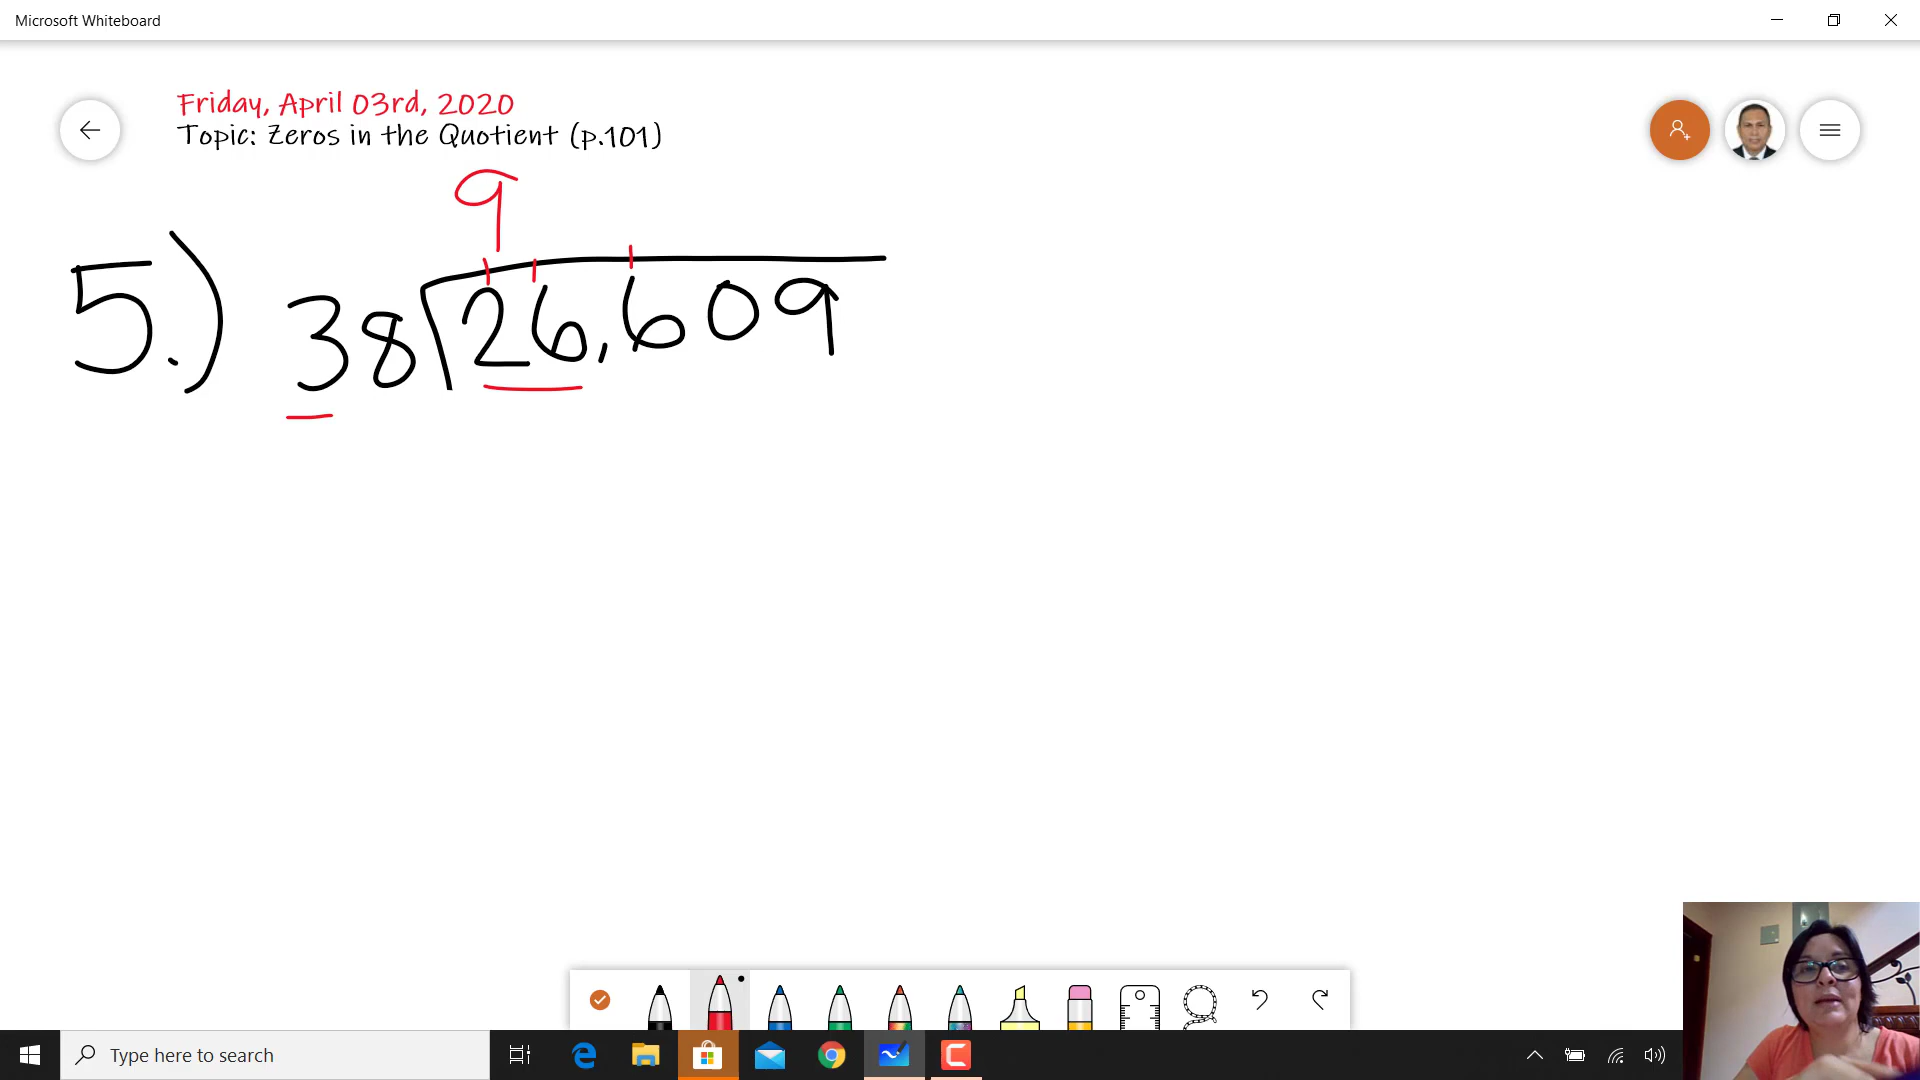 Microsoft Whiteboard
Friday, April 03rd, 2020
Topic: Zeros in the Quotient (p.101)
9
5.) 38 26,609
Type here to search